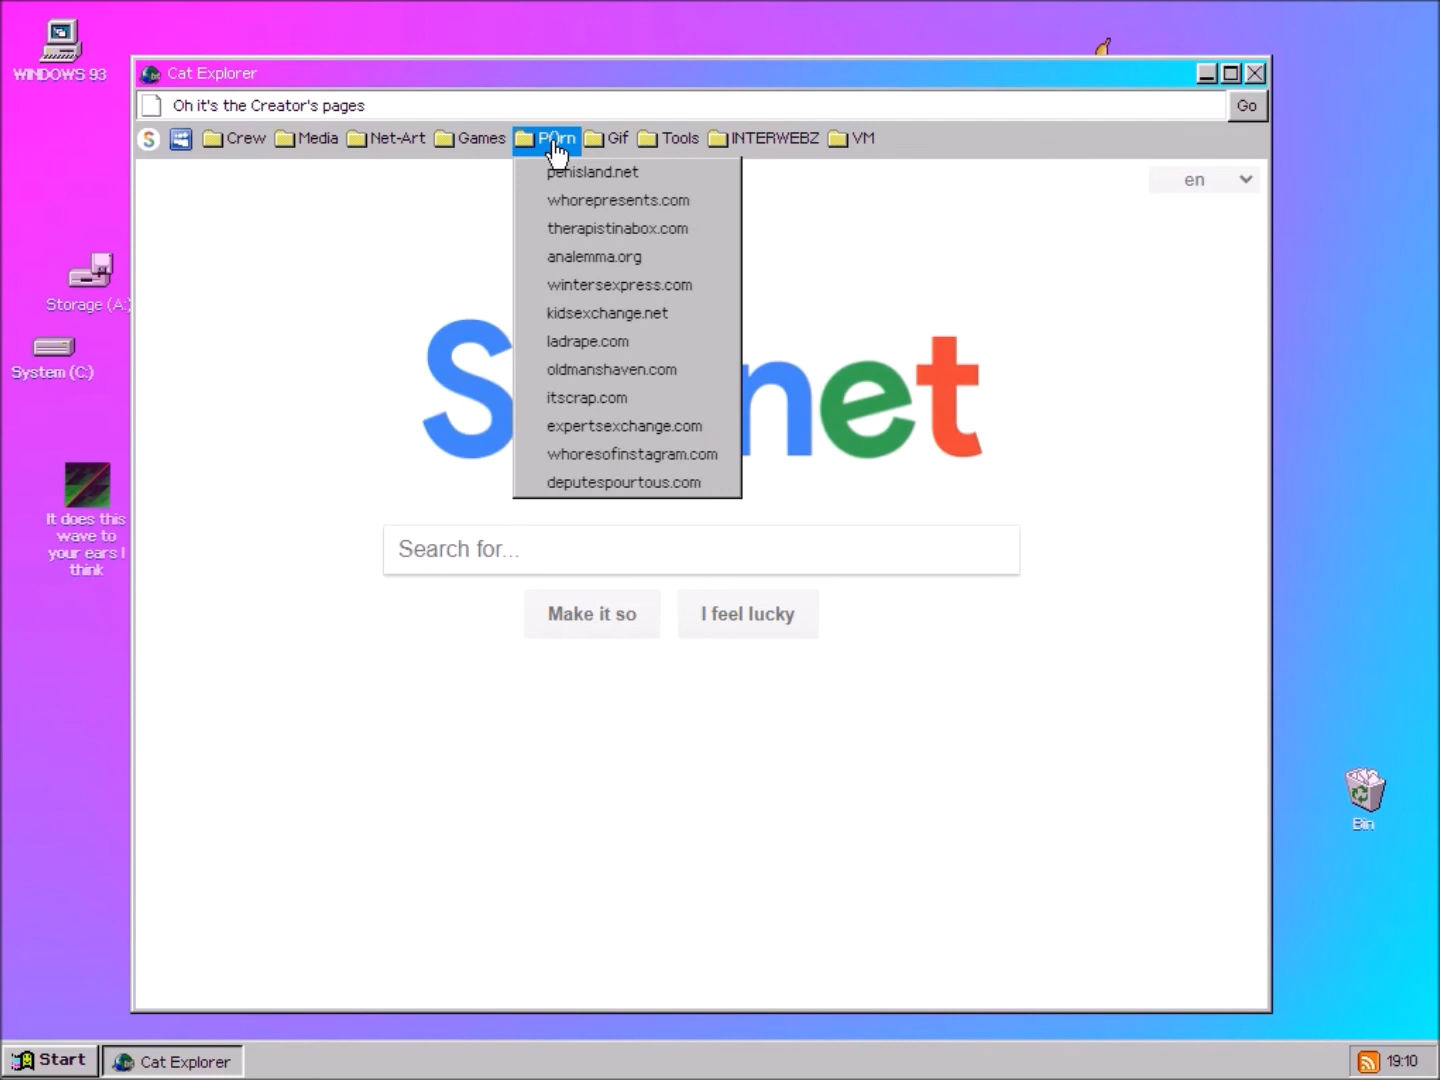 WINDOWS 93
Cat Explorer
Oh it's the Creator's pages
Go
S
Crew
Media
Net-Art
Games
P0rn
Gif
Tools
INTERWEBZ
VM
penisland.net
whorepresents.com
therapistinabox.com
analemma.org
wintersexpress.com
kidsexchange.net
ladrape.com
oldmanshaven.com
itscrap.com
expertsexchange.com
whoresofinstagram.com
deputespourtous.com
en
Storage (A:)
System (C:)
It does this
wave to
your ears I
think
S net
Search for...
Make it so
I feel lucky
Bin
Start
Cat Explorer
19:10